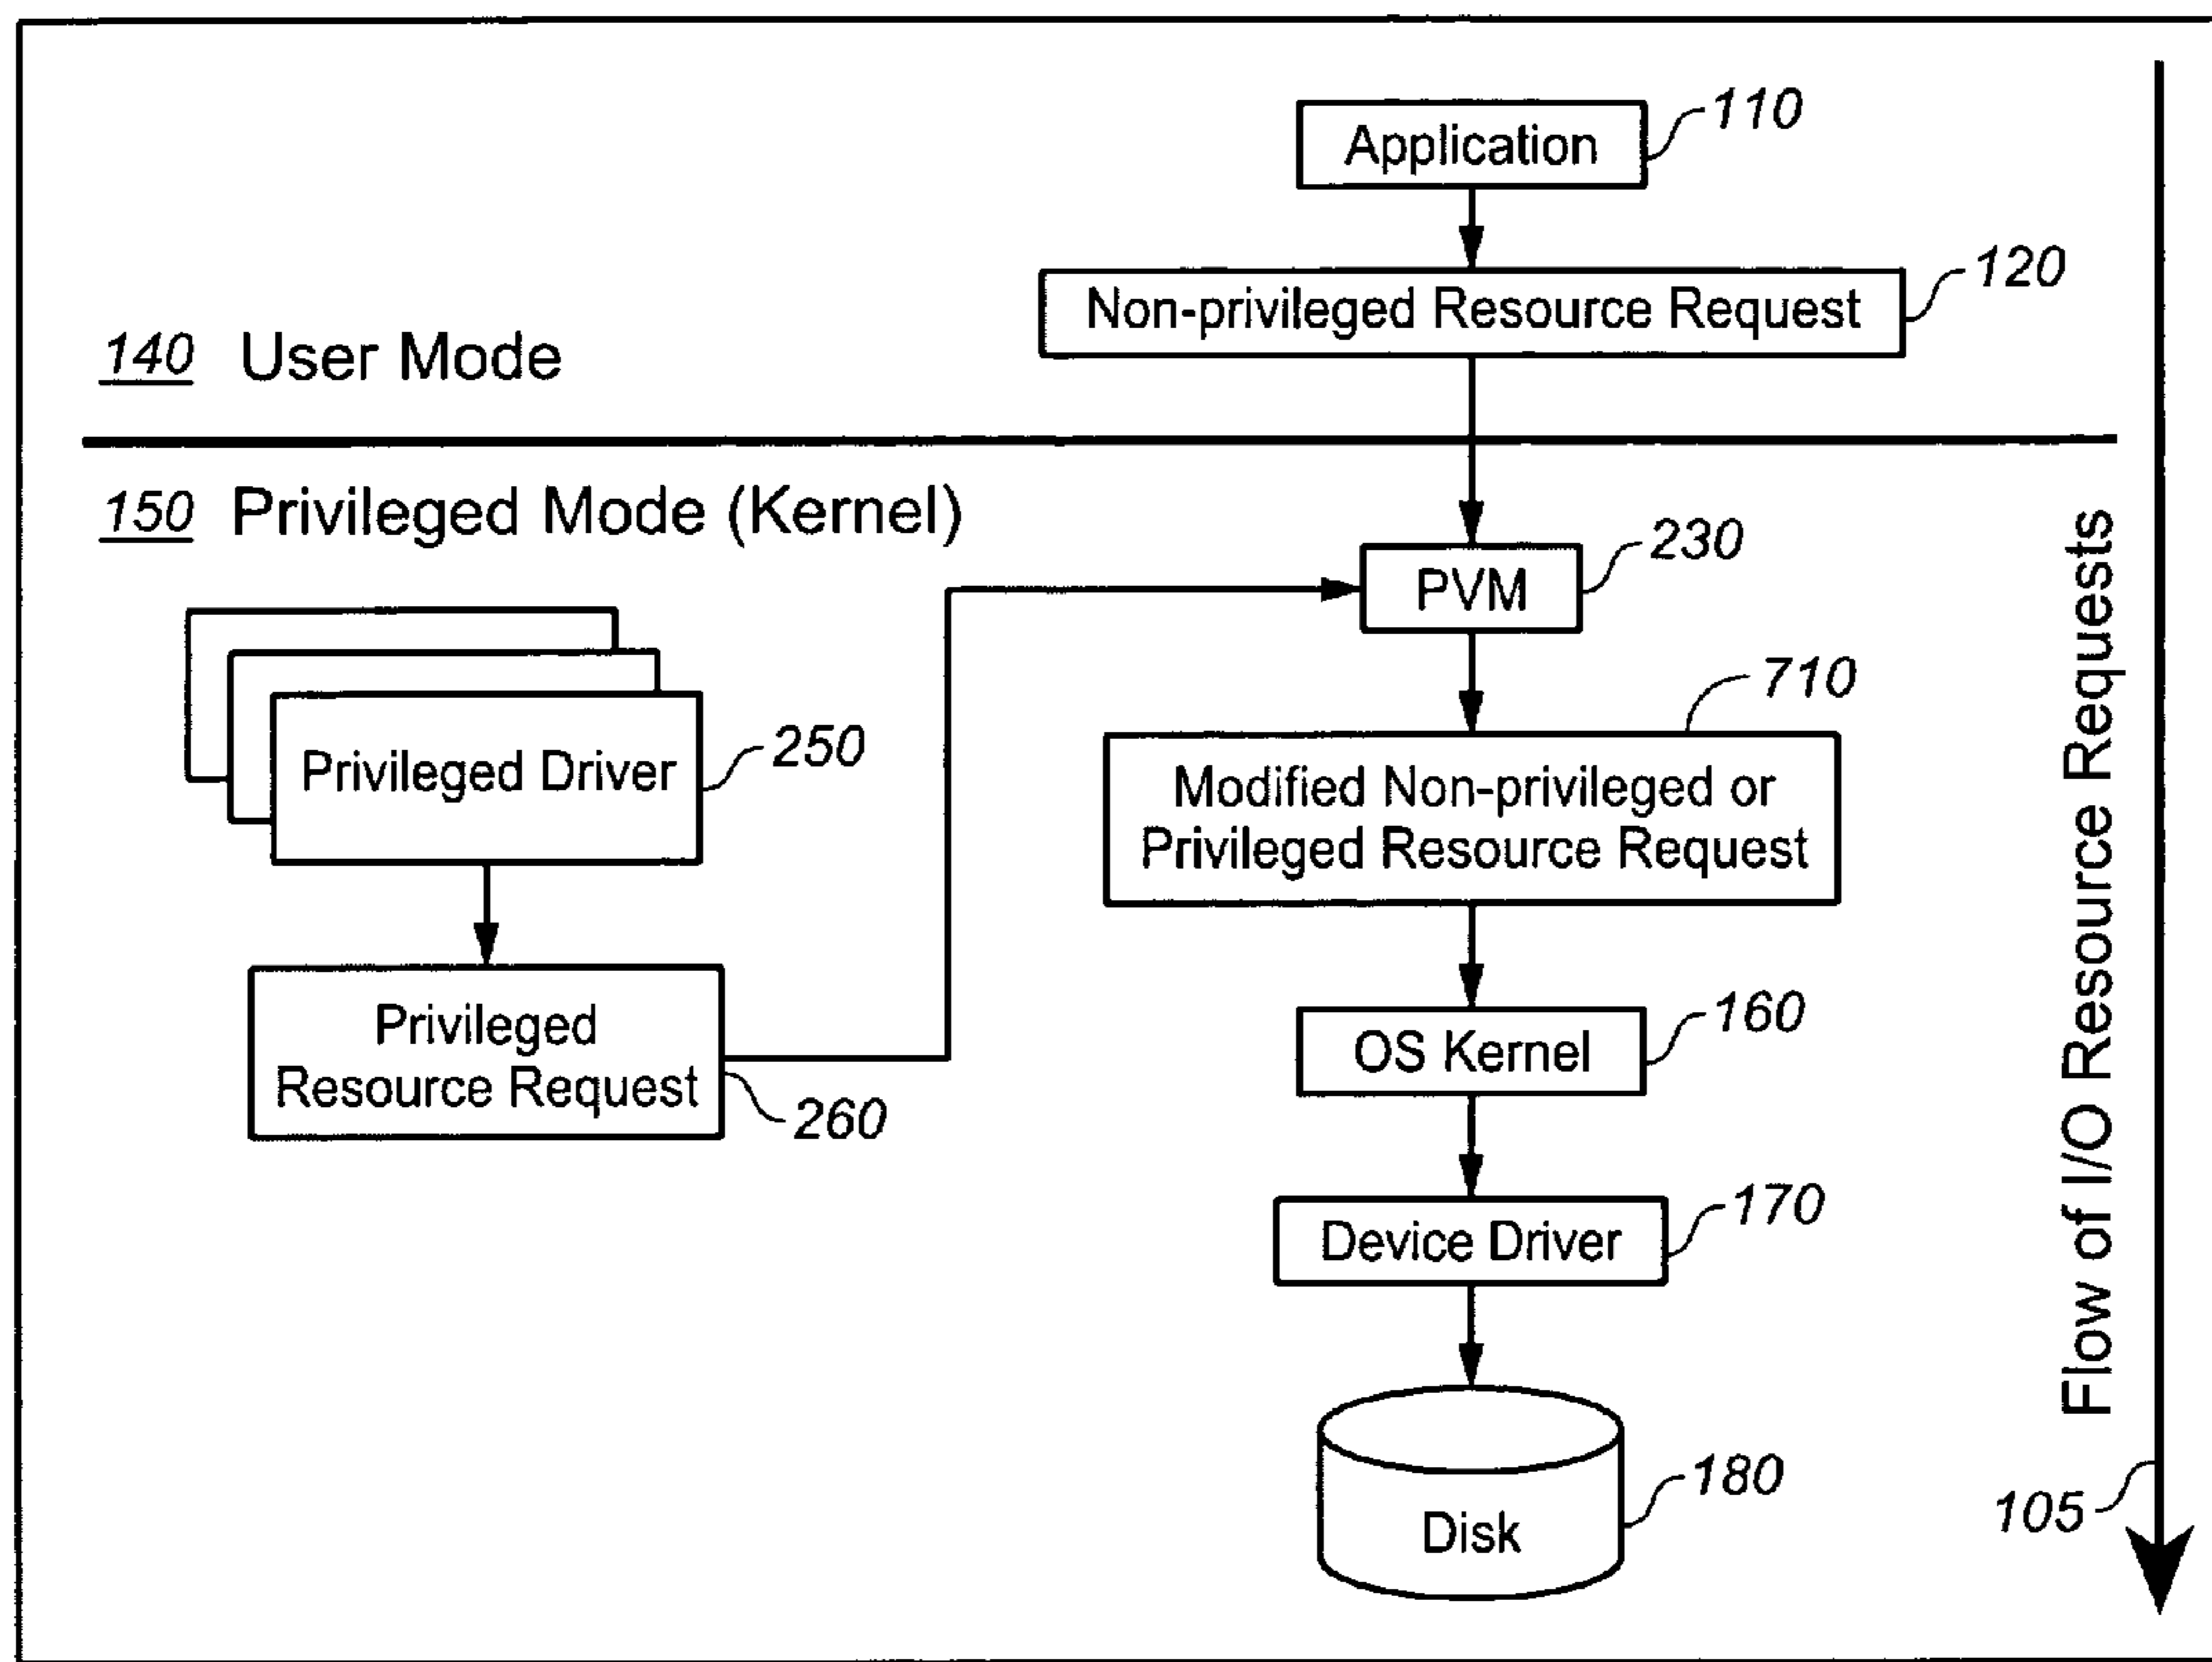 110
Application
120
Non-privileged Resource Request
140 User Mode
150 Privileged Mode (Kernel)
230
PVM
710
Privileged Driver
250
Modified Non-privileged or
Privileged Resource Request
Privileged
Resource Request
260
160
OS Kernel
170
Device Driver
180
Disk
Flow of I/O Resource Requests
105